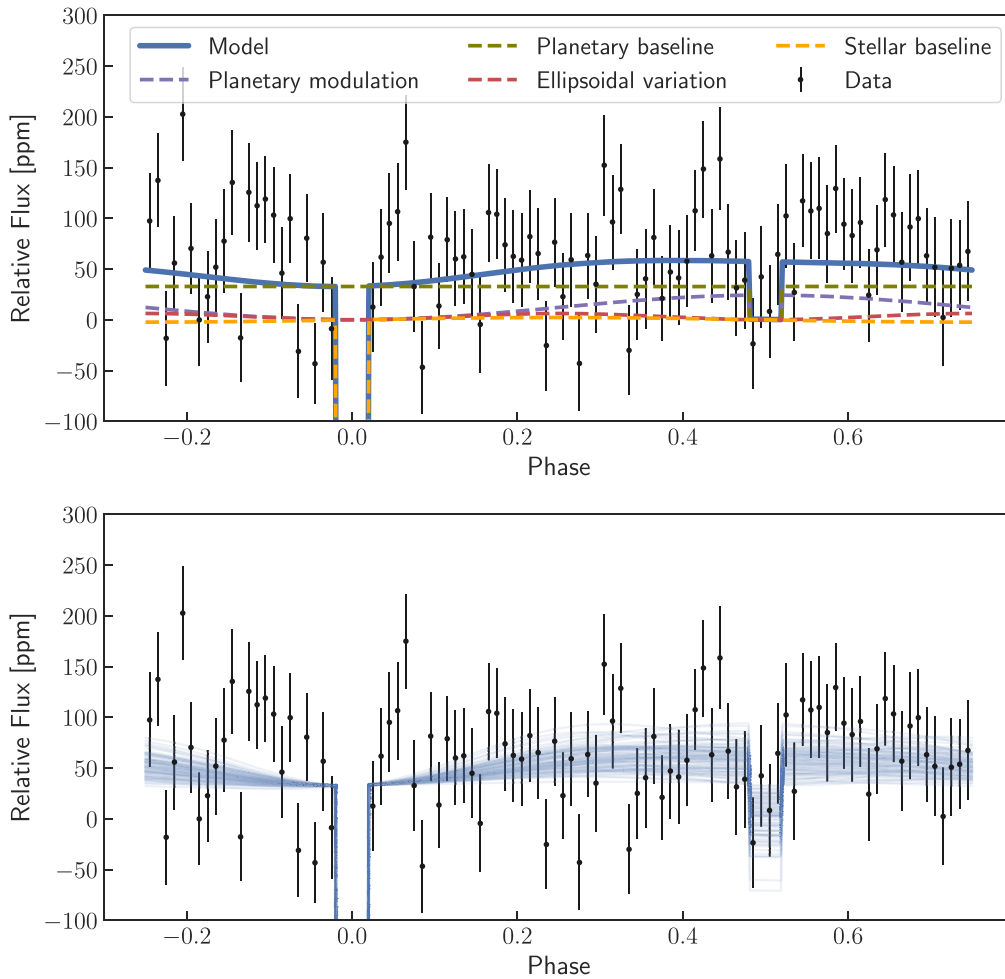 300
250
200
150
100
50
0
−50
−100
Relative Flux [ppm]
Model
Planetary modulation
Planetary baseline
Ellipsoidal variation
Stellar baseline
Data
−0.2
0.0
0.2
0.4
0.6
Phase
300
250
200
150
100
50
0
−50
−100
Relative Flux [ppm]
−0.2
0.0
0.2
0.4
0.6
Phase